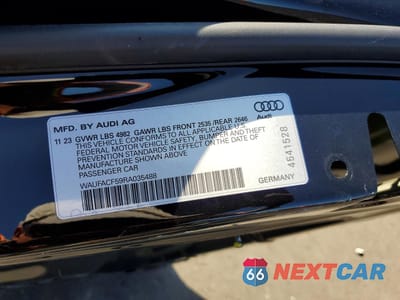 MFD. BY AUDI AG
Audi
11 23 GVWR LBS 4982 GAWR LBS FRONT 2535 /REAR 2646
THIS VEHICLE CONFORMS TO ALL APPLICABLE U.S.
FEDERAL MOTOR VEHICLE SAFETY, BUMPER AND THEFT
PREVENTION STANDARDS IN EFFECT ON THE DATE OF
MANUFACTURE SHOWN ABOVE
PASSENGER CAR
4641528
WAUFACF59RA035488
GERMANY
66 NEXTCAR